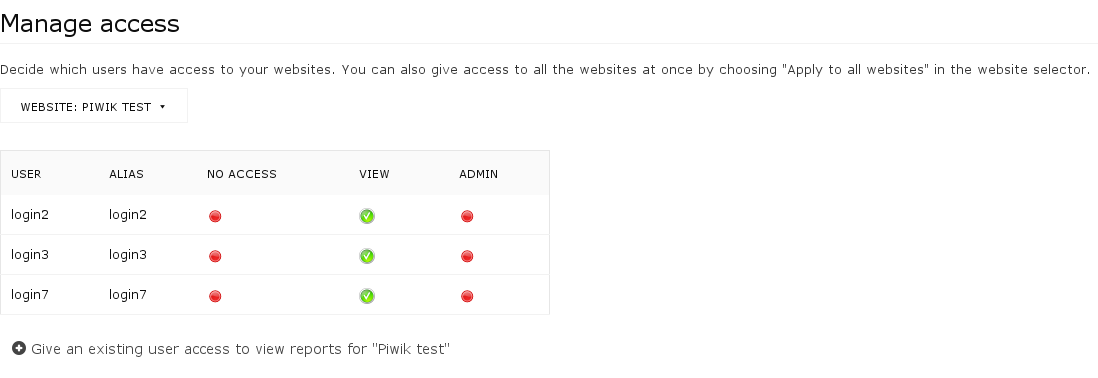 Manage access
Decide which users have access to your websites. You can also give access to all the websites at once by choosing "Apply to all websites" in the website selector.
WEBSITE: PIWIK TEST
USER ALIAS NO ACCESS VIEW ADMIN
login2 login2
login3 login3
login7 login7
Give an existing user access to view reports for "Piwik test"